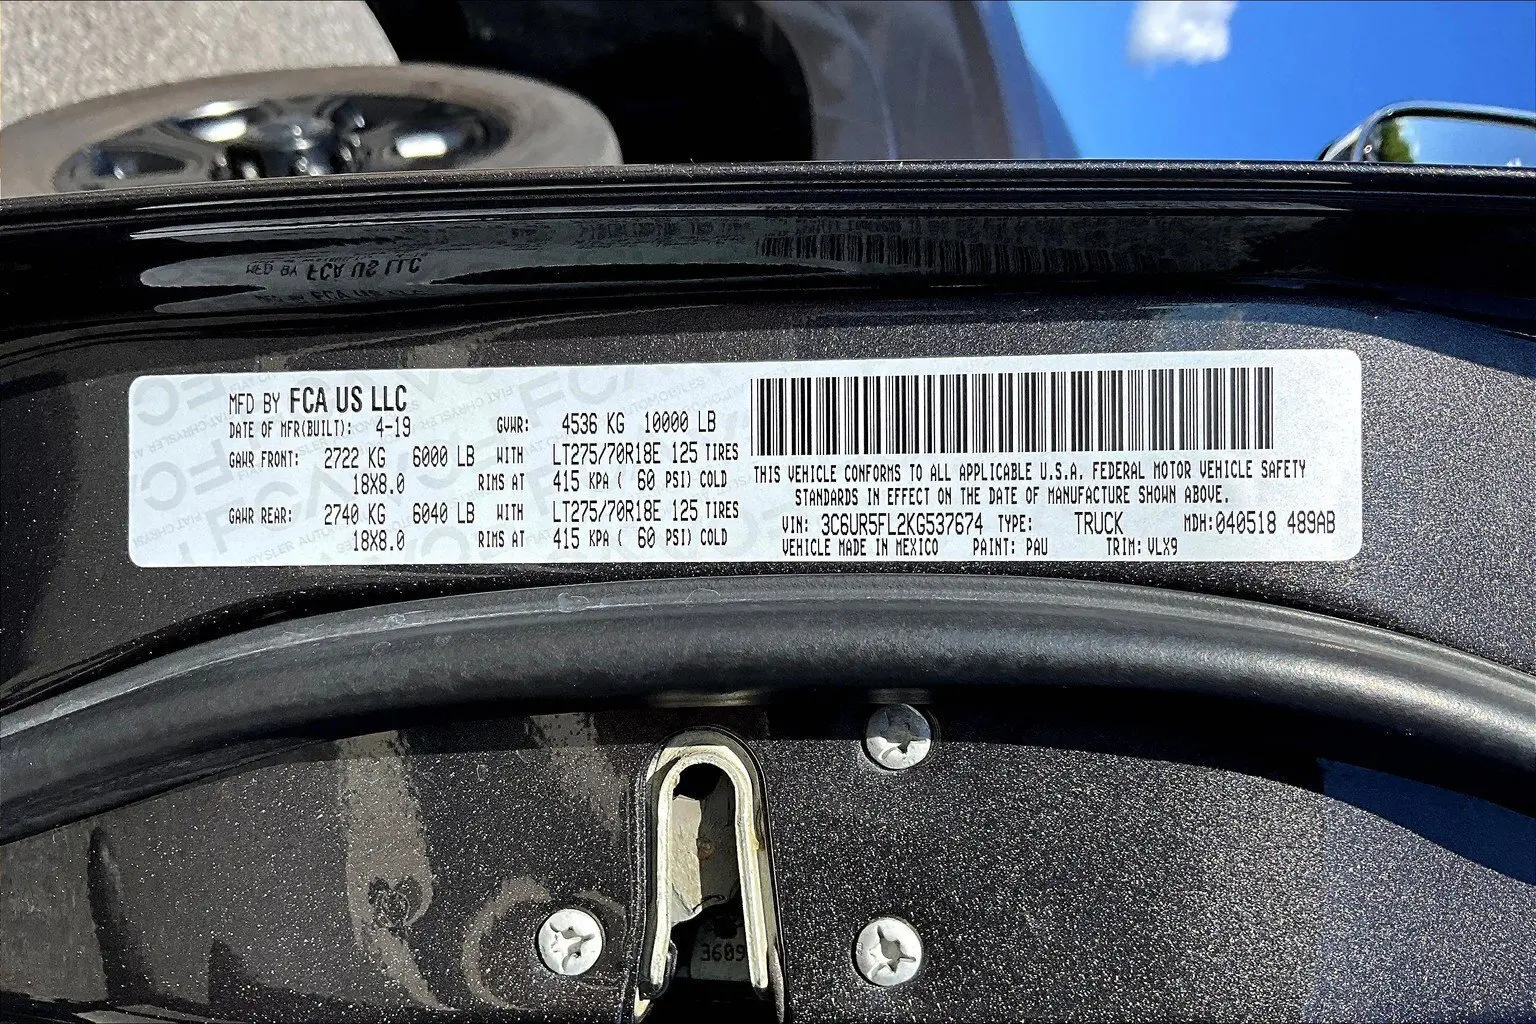 MFD BY FCA US LLC
DATE OF MFR(BUILT): 4-19 GVWR: 4536 KG 10000 LB
GAWR FRONT: 2722 KG 6000 LB WITH LT275/70R18E 125 TIRES
18X8.0 RIMS AT 415 KPA ( 60 PSI) COLD
GAWR REAR: 2740 KG 6040 LB WITH LT275/70R18E 125 TIRES
18X8.0 RIMS AT 415 KPA ( 60 PSI) COLD
THIS VEHICLE CONFORMS TO ALL APPLICABLE U.S.A. FEDERAL MOTOR VEHICLE SAFETY
STANDARDS IN EFFECT ON THE DATE OF MANUFACTURE SHOWN ABOVE.
VIN: 3C6UR5FL2KG537674 TYPE: TRUCK MDH:040518 489AB
VEHICLE MADE IN MEXICO PAINT: PAU TRIM: VLX9
3609